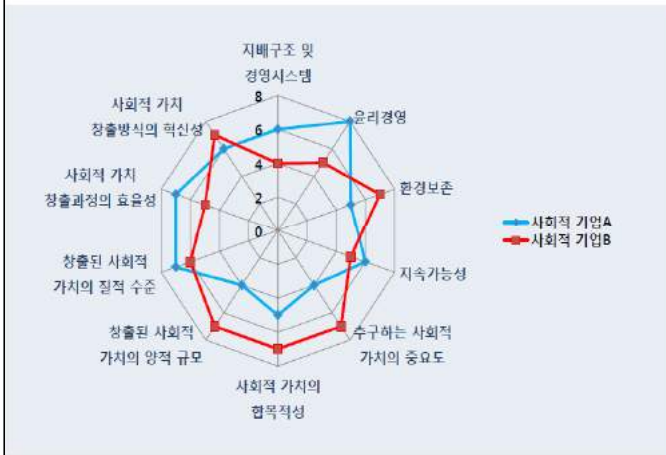 지배구조 및
경영시스템
윤리경영
환경보존
지속가능성
추구하는 사회적
가치의 중요도
사회적 가치의
합목적성
창출된 사회적
가치의 양적 규모
창출된 사회적
가치의 질적 수준
사회적 가치
창출과정의 효율성
사회적 가치
창출방식의 혁신성
8
6
4
2
0
사회적 기업A
사회적 기업B